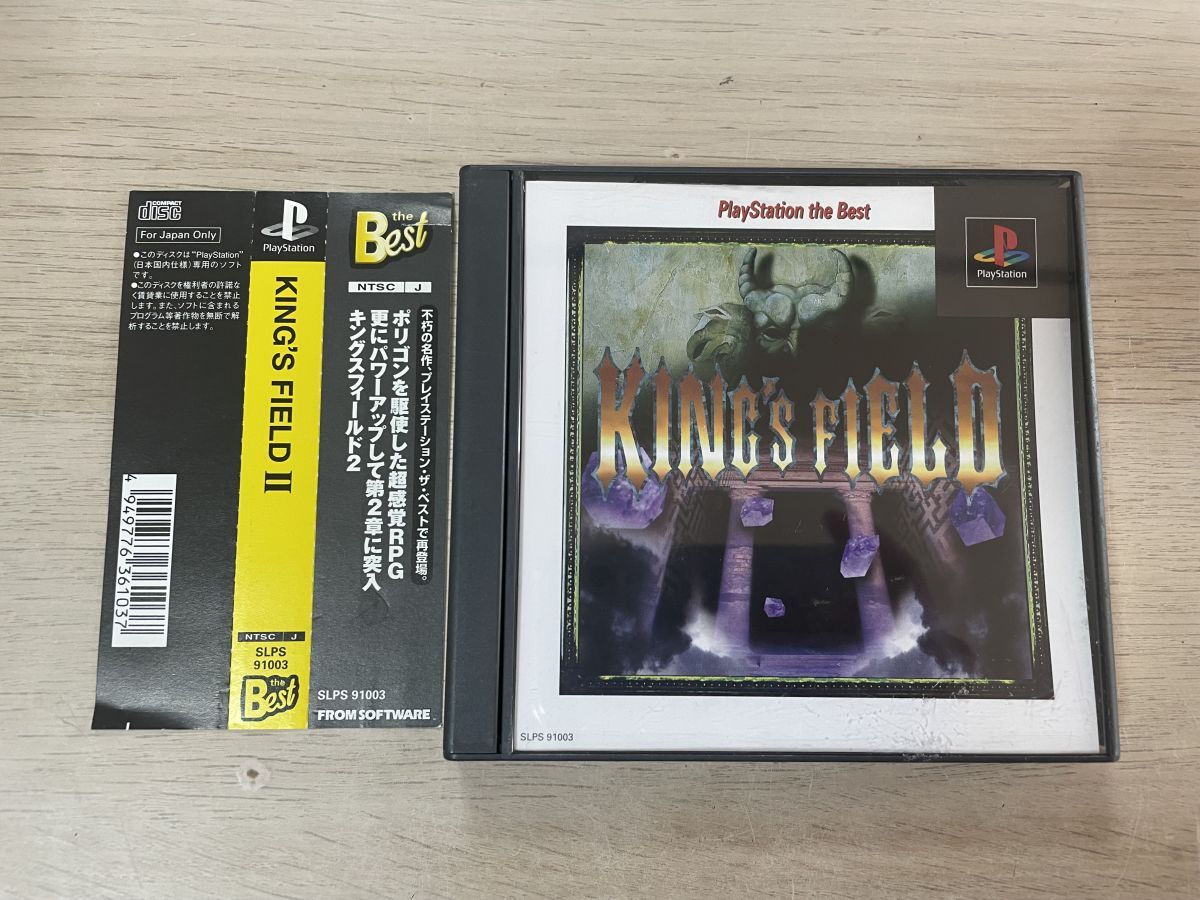 COMPACT
disc
For Japan Only
●このディスクは"PlayStation"
(日本国内仕様)専用のソフト
です。
●このディスクを権利者の許諾な
く賃貸業に使用することを禁止
します。また、ソフトに含まれる
プログラム等著作物を無断で解
析することを禁止します。
4 949776 361037
PlayStation
KING'S FIELD II
NTSC J
SLPS
91003
the
Best
the
Best
NTSC J
不朽の名作、プレイステーション・ザ・ベストで再登場。
ポリゴンを駆使した超感覚RPG
更にパワーアップして第2章に突入
キングスフィールド2
SLPS 91003
FROM SOFTWARE
PlayStation the Best
PlayStation
KING'S FIELD
SLPS 91003